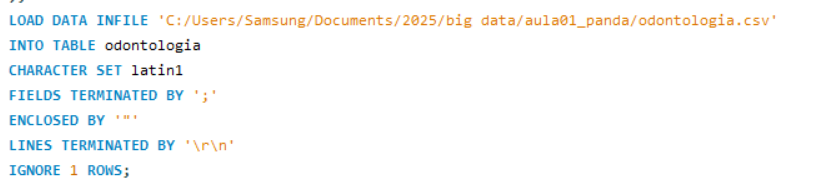 LOAD DATA INFILE 'C:/Users/Samsung/Documents/2025/big data/aula01_panda/odontologia.csv'
INTO TABLE odontologia
CHARACTER SET latin1
FIELDS TERMINATED BY ';'
ENCLOSED BY '"'
LINES TERMINATED BY '\r\n'
IGNORE 1 ROWS;